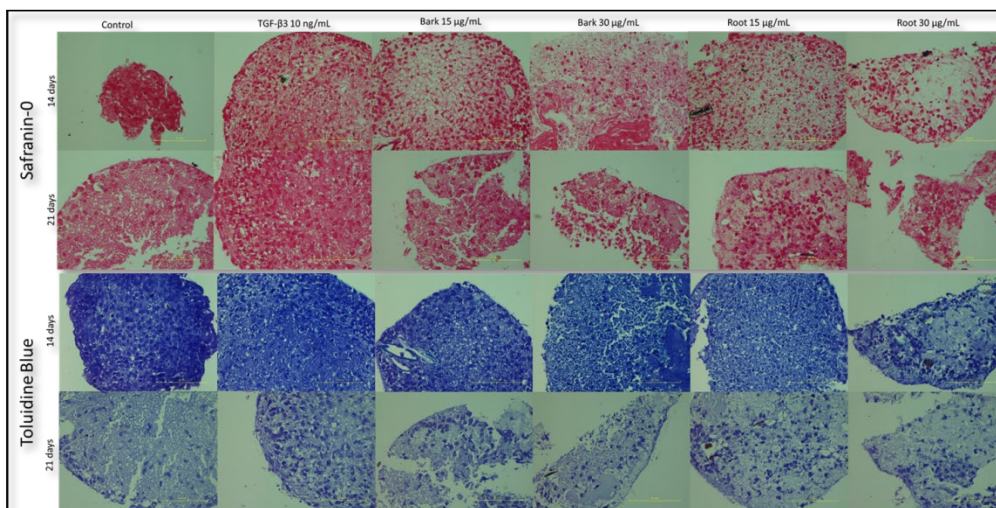 Control
TGF-β3 10 ng/mL
Bark 15 µg/mL
Bark 30 µg/mL
Root 15 µg/mL
Root 30 µg/mL
Safranin-0
14 days
21 days
Toluidine Blue
14 days
21 days